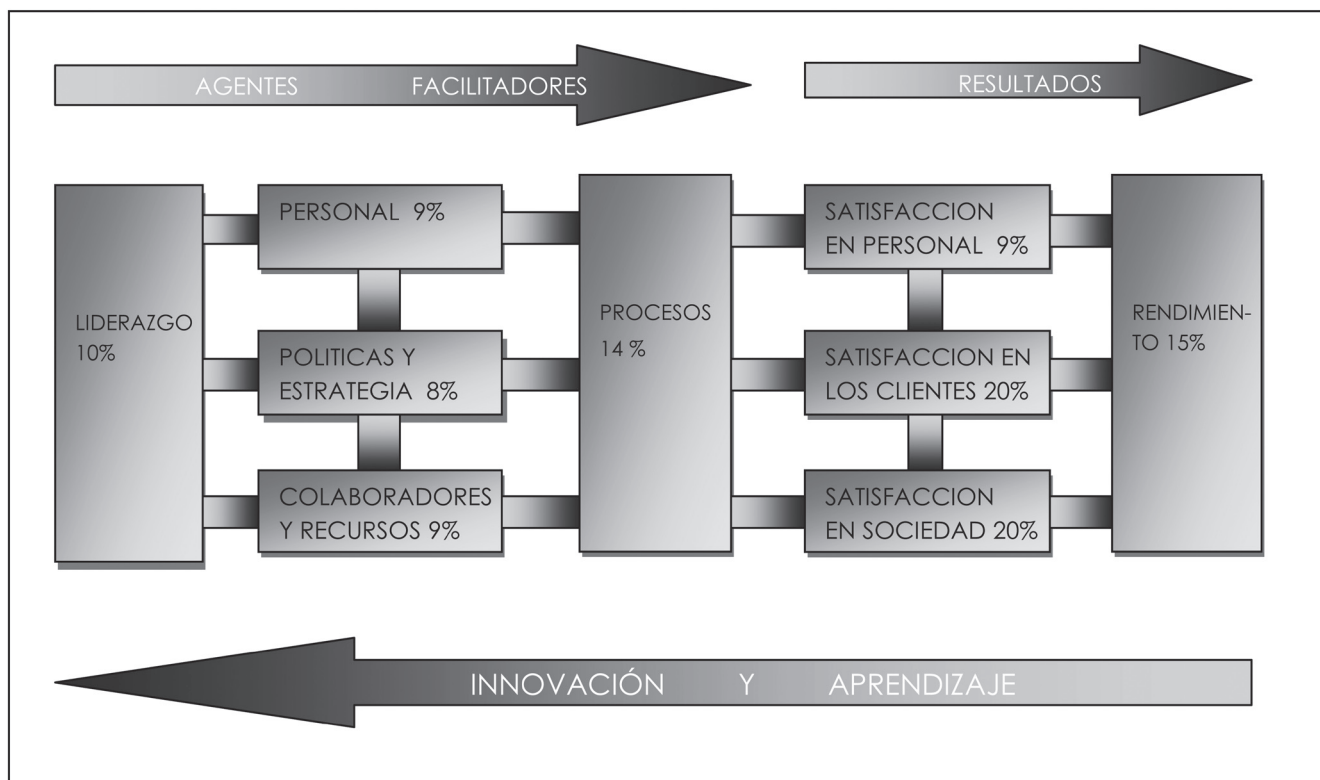 AGENTES FACILITADORES
RESULTADOS
LIDERAZGO
10%
PERSONAL 9%
POLITICAS Y
ESTRATEGIA 8%
COLABORADORES
Y RECURSOS 9%
PROCESOS
14 %
SATISFACCION
EN PERSONAL 9%
SATISFACCION EN
LOS CLIENTES 20%
SATISFACCION
EN SOCIEDAD 20%
RENDIMIEN-
TO 15%
INNOVACIÓN Y APRENDIZAJE